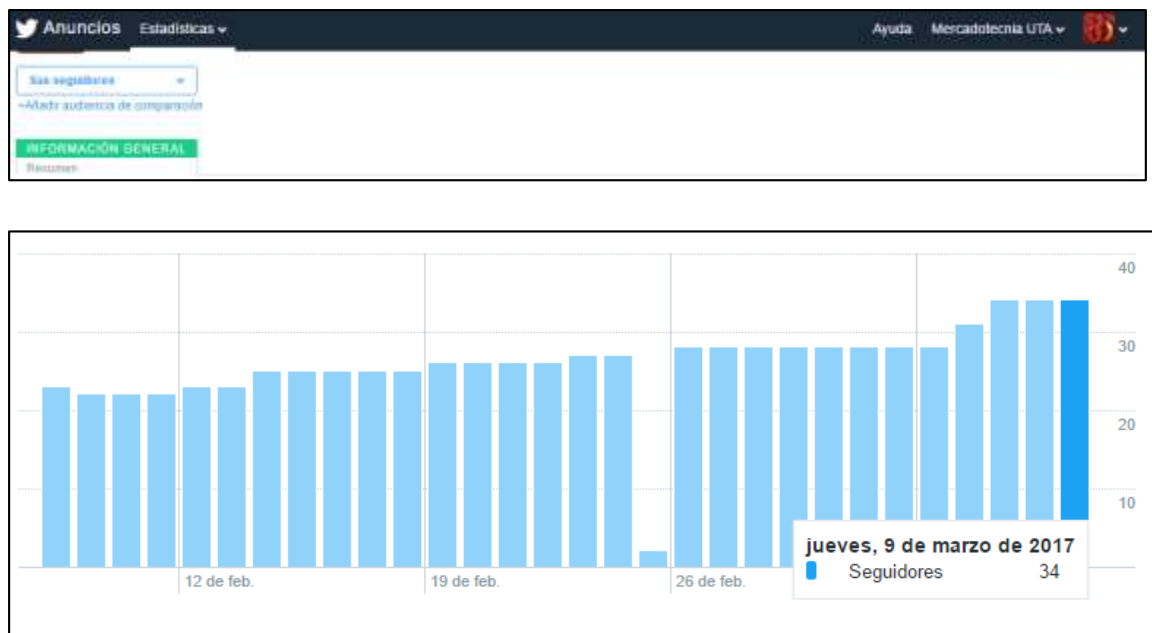 Anuncios Estadísticas Ayuda Mercadotecnia UTA
Sus seguidores
+Añadir audiencia de comparación
INFORMACIÓN GENERAL
Resumen
40
30
20
10
12 de feb. 19 de feb. 26 de feb.
jueves, 9 de marzo de 2017
Seguidores 34